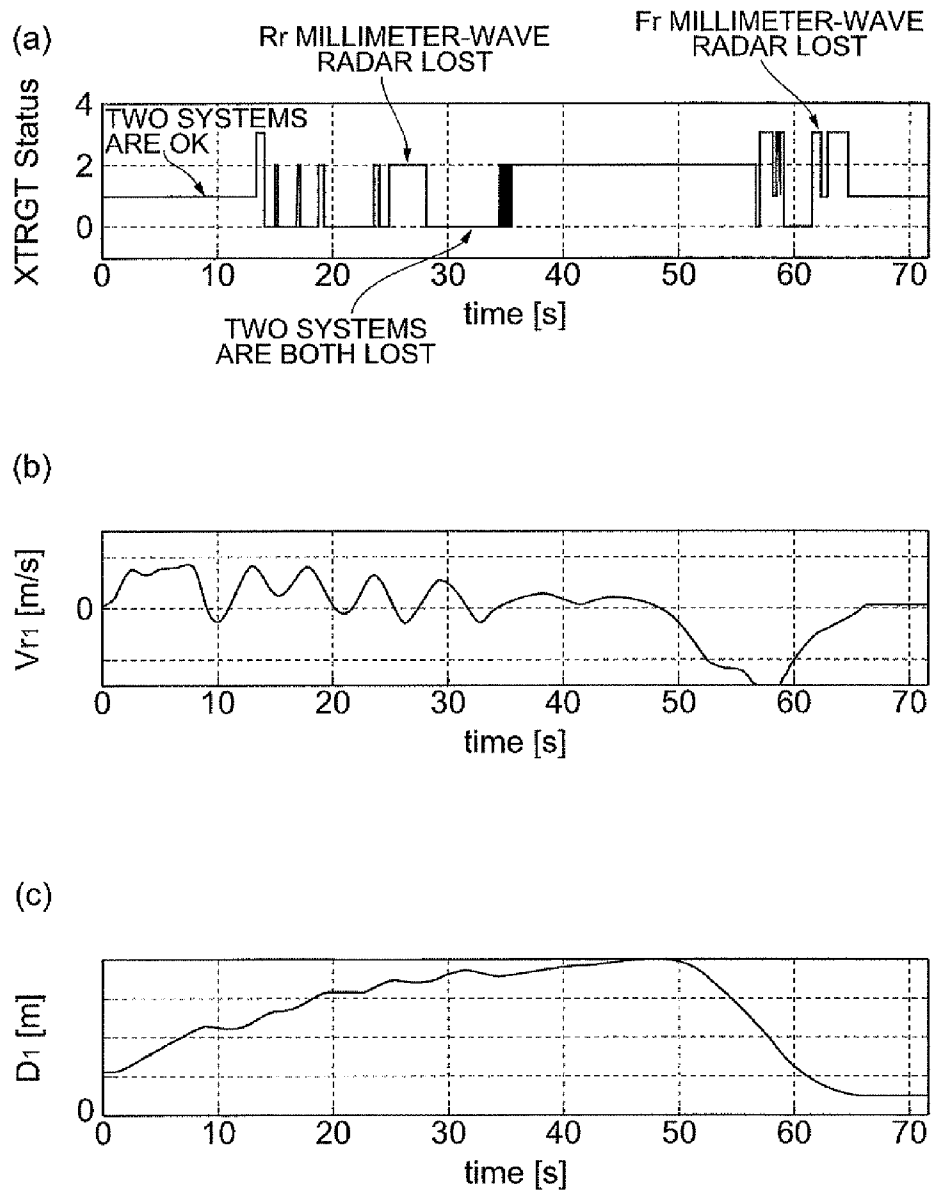 (a)
Rr MILLIMETER-WAVE
RADAR LOST
Fr MILLIMETER-WAVE
RADAR LOST
XTRGT Status
4
2
0
TWO SYSTEMS
ARE OK
0 10 20 30 40 50 60 70
time [s]
TWO SYSTEMS
ARE BOTH LOST
(b)
Vr1 [m/s]
0
0 10 20 30 40 50 60 70
time [s]
(c)
D1 [m]
0
0 10 20 30 40 50 60 70
time [s]